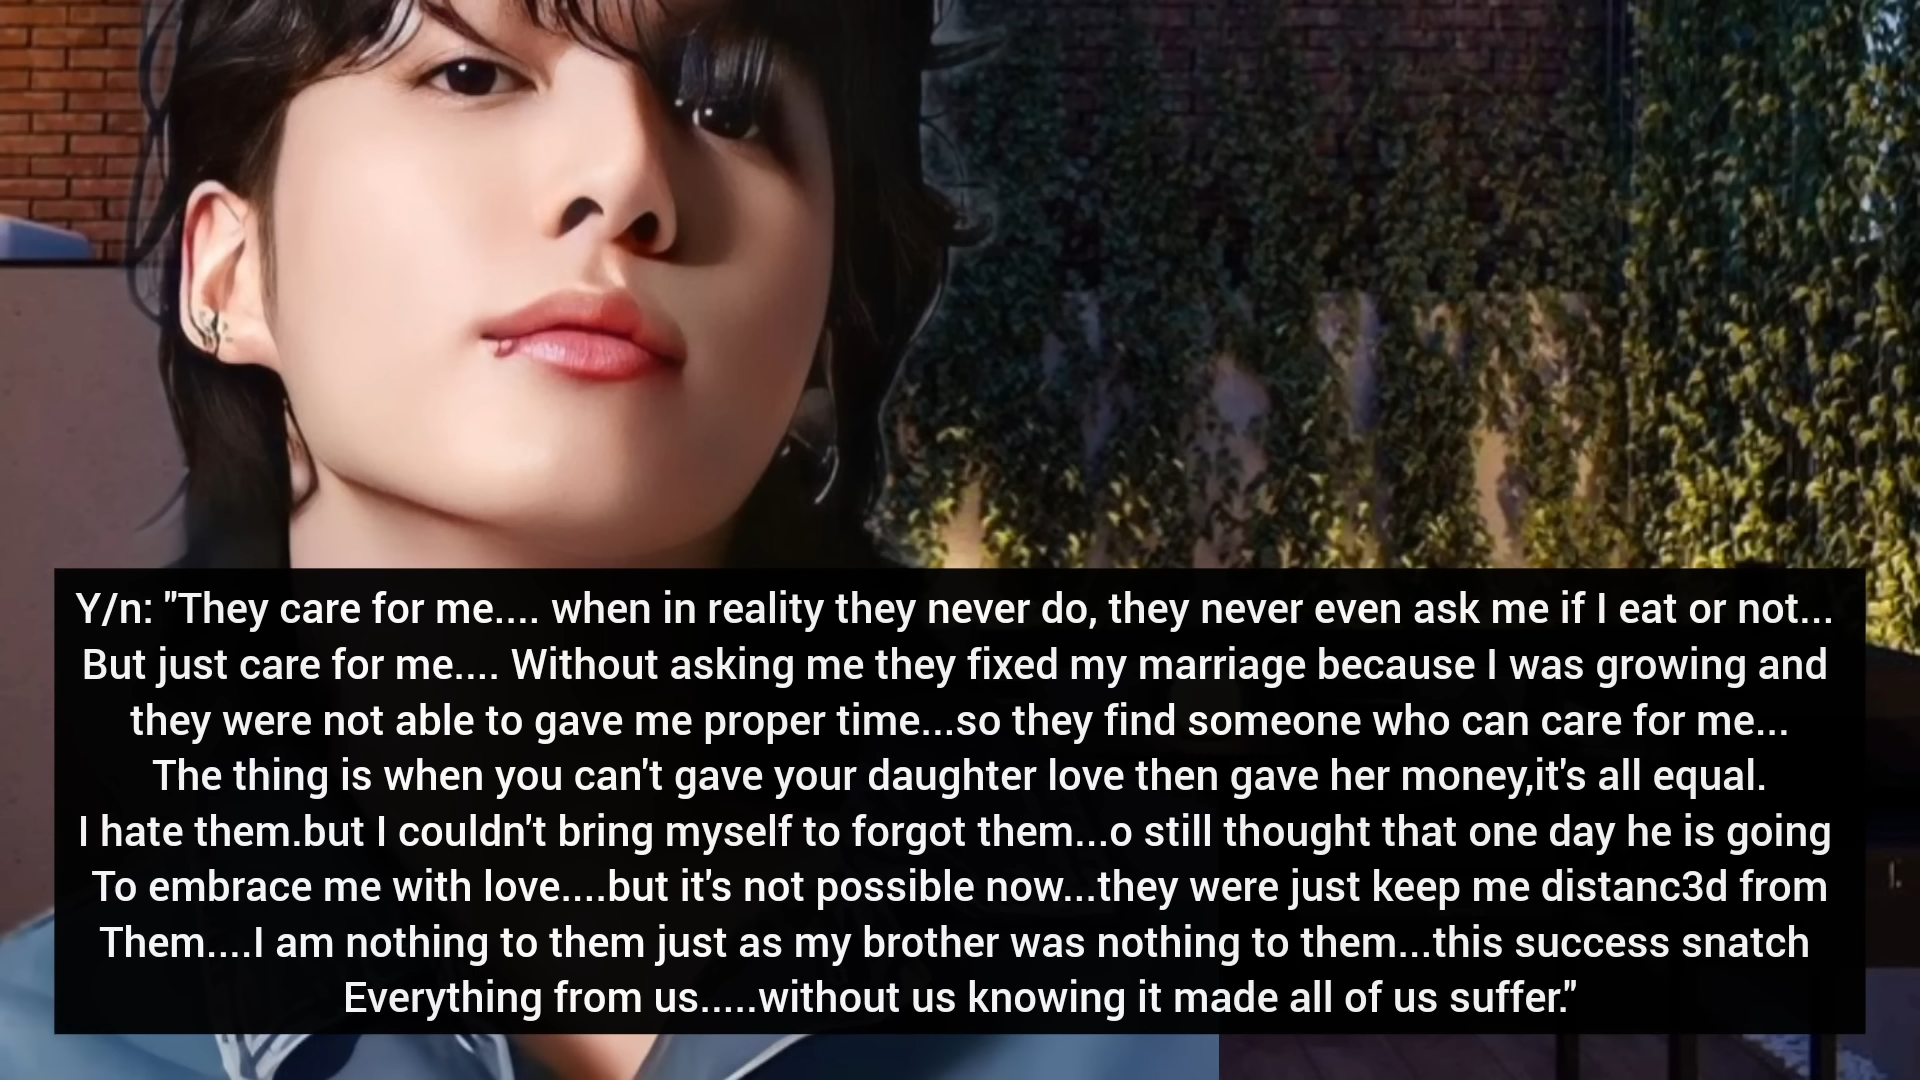 Y/n: "They care for me.... when in reality they never do, they never even ask me if I eat or not...
But just care for me.... Without asking me they fixed my marriage because I was growing and
they were not able to gave me proper time...so they find someone who can care for me...
The thing is when you can't gave your daughter love then gave her money,it's all equal.
I hate them.but I couldn't bring myself to forgot them...o still thought that one day he is going
To embrace me with love....but it's not possible now...they were just keep me distanc3d from
Them....I am nothing to them just as my brother was nothing to them...this success snatch
Everything from us.....without us knowing it made all of us suffer."